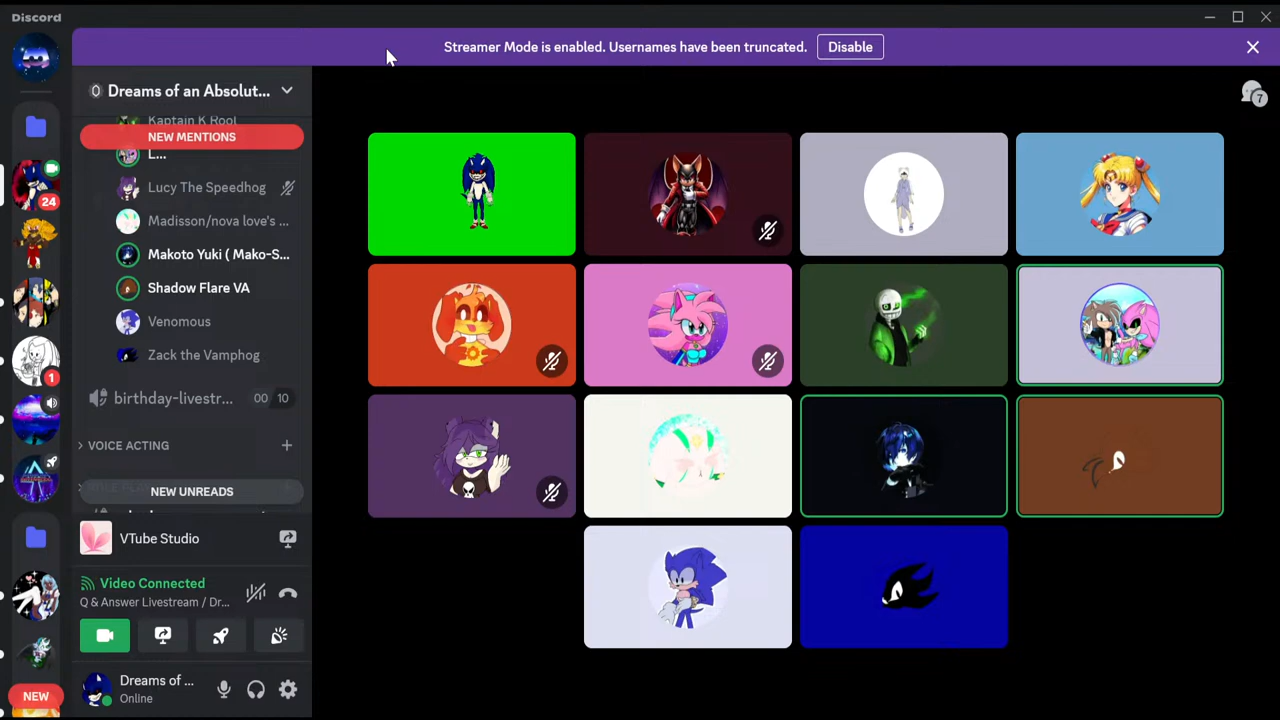 Discord
Streamer Mode is enabled. Usernames have been truncated.
Disable
Dreams of an Absolut...
7
Kaptain K Rool
NEW MENTIONS
L...
Lucy The Speedhog
24
Madisson/nova love's ...
Makoto Yuki ( Mako-S...
Shadow Flare VA
Venomous
Zack the Vamphog
1
birthday-livestr...
00 10
VOICE ACTING
NEW UNREADS
VTube Studio
Video Connected
Q & Answer Livestream / Dr...
Dreams of ...
Online
NEW